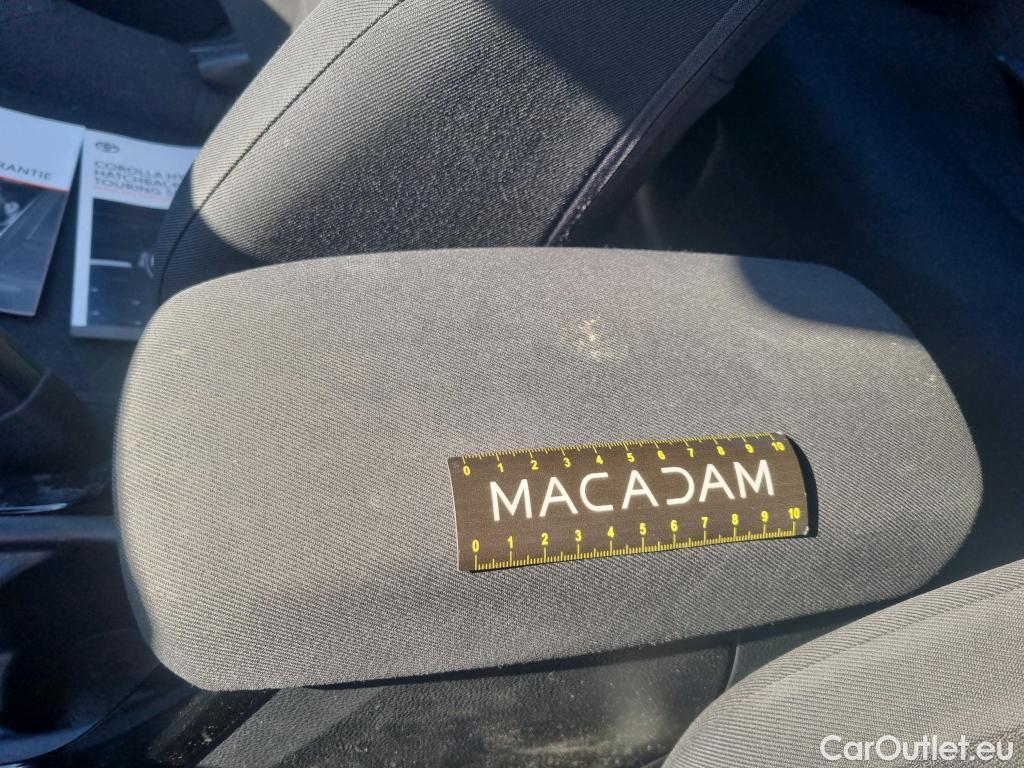 RANTIE
COROLLA HY
HATCHBACK
TOURING S
0 1 2 3 4 5 6 7 8 9 10
MACADAM
0 1 2 3 4 5 6 7 8 9 10
CarOutlet.eu